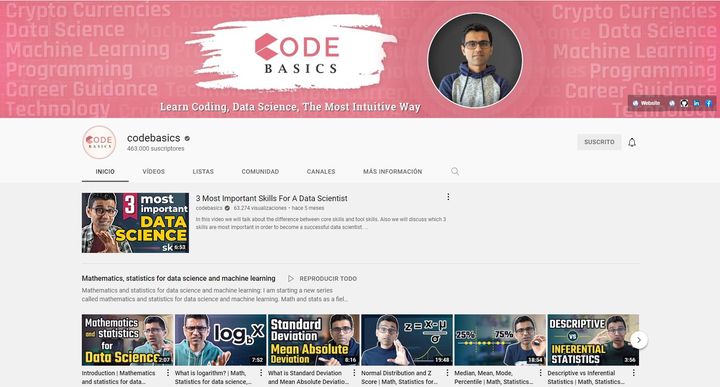 Crypto Currencies
Data Science
Machine Learning
Programming
Career Guidance
Technology
CODE
BASICS
Learn Coding, Data Science, The Most Intuitive Way
Crypto Currencies
Data Science
Machine Learning
Programming
Career Guidance
Technology
Website
CODE
BASICS
codebasics
463.000 suscriptores
SUSCRITO
INICIO
VÍDEOS
LISTAS
COMUNIDAD
CANALES
MÁS INFORMACIÓN
3 most
important
DATA
SCIENCE
sk
6:53
3 Most Important Skills For A Data Scientist
codebasics 63.274 visualizaciones • hace 5 meses
In this video we will talk about the difference between core skills and tool skills. Also we will discuss which 3
skills are most important in order to become a successful data scientist. ...
Mathematics, statistics for data science and machine learning
REPRODUCIR TODO
Mathematics and statistics for data science and machine learning: I am starting a new series
called mathematics and statistics for data science and machine learning. Math and stats as a fiel...
Mathematics
and statistics
for
Data Science
2:07
logbX
7:52
Standard
Deviation
Mean Absolute
Deviation
8:16
z = x-μ
σ
19:48
25%
75%
18:54
DESCRIPTIVE
VS
INFERENTIAL
STATISTICS
3:56
Introduction | Mathematics
and statistics for data...
What is logarithm? | Math,
Statistics for data science,...
What is Standard Deviation
and Mean Absolute...
Normal Distribution and Z
Score | Math, Statistics for...
Median, Mean, Mode,
Percentile | Math, Statistics...
Descriptive vs Inferential
Statistics | Math, Statistics...